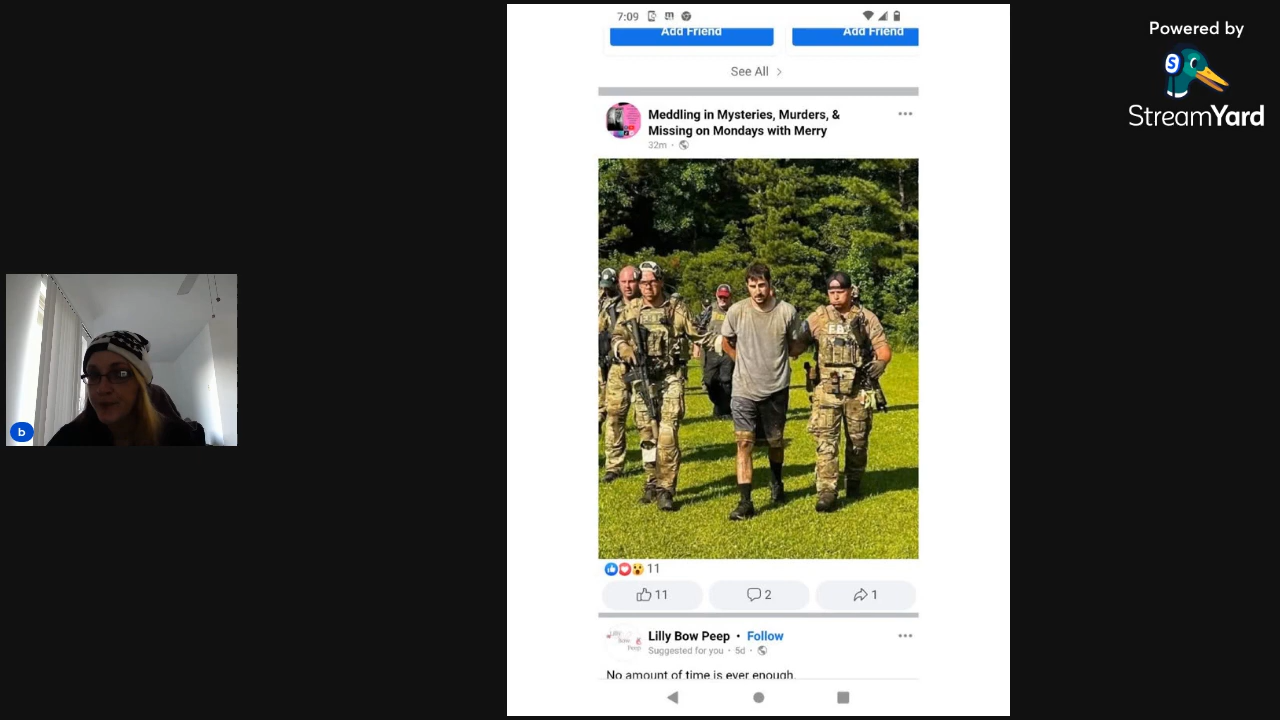 7:09
Add Friend
Add Friend
See All
Meddling in Mysteries, Murders, &
Missing on Mondays with Merry
32m
11
11
2
1
Lilly Bow Peep • Follow
Suggested for you • 5d
No amount of time is ever enough.
b
Powered by
S
StreamYard